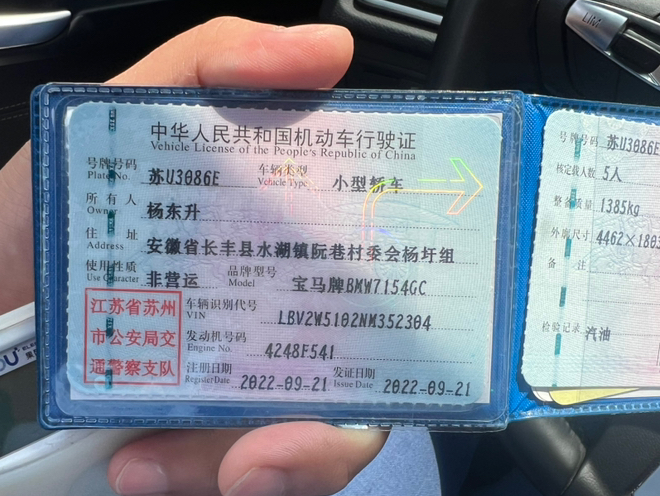 中华人民共和国机动车行驶证
Vehicle License of the People's Republic of China
号牌号码 苏U3086E 车辆类型 小型轿车
Plate No. Vehicle Type
所有人 杨东升
Owner
住址 安徽省长丰县水湖镇阮巷村委会杨圩组
Address
使用性质 非营运 品牌型号 宝马牌BMW7154GC
Use Character Model
江苏省苏州
市公安局交
通警察支队
车辆识别代号 LBV2W5102NM352304
VIN
发动机号码 4248F541
Engine No.
注册日期 2022-09-21 发证日期 2022-09-21
Register Date Issue Date
号牌号码 苏U3086E
核定载人数 5人
整备质量 1385kg
外廓尺寸 4462×180
备注
检验记录 汽油
LIM